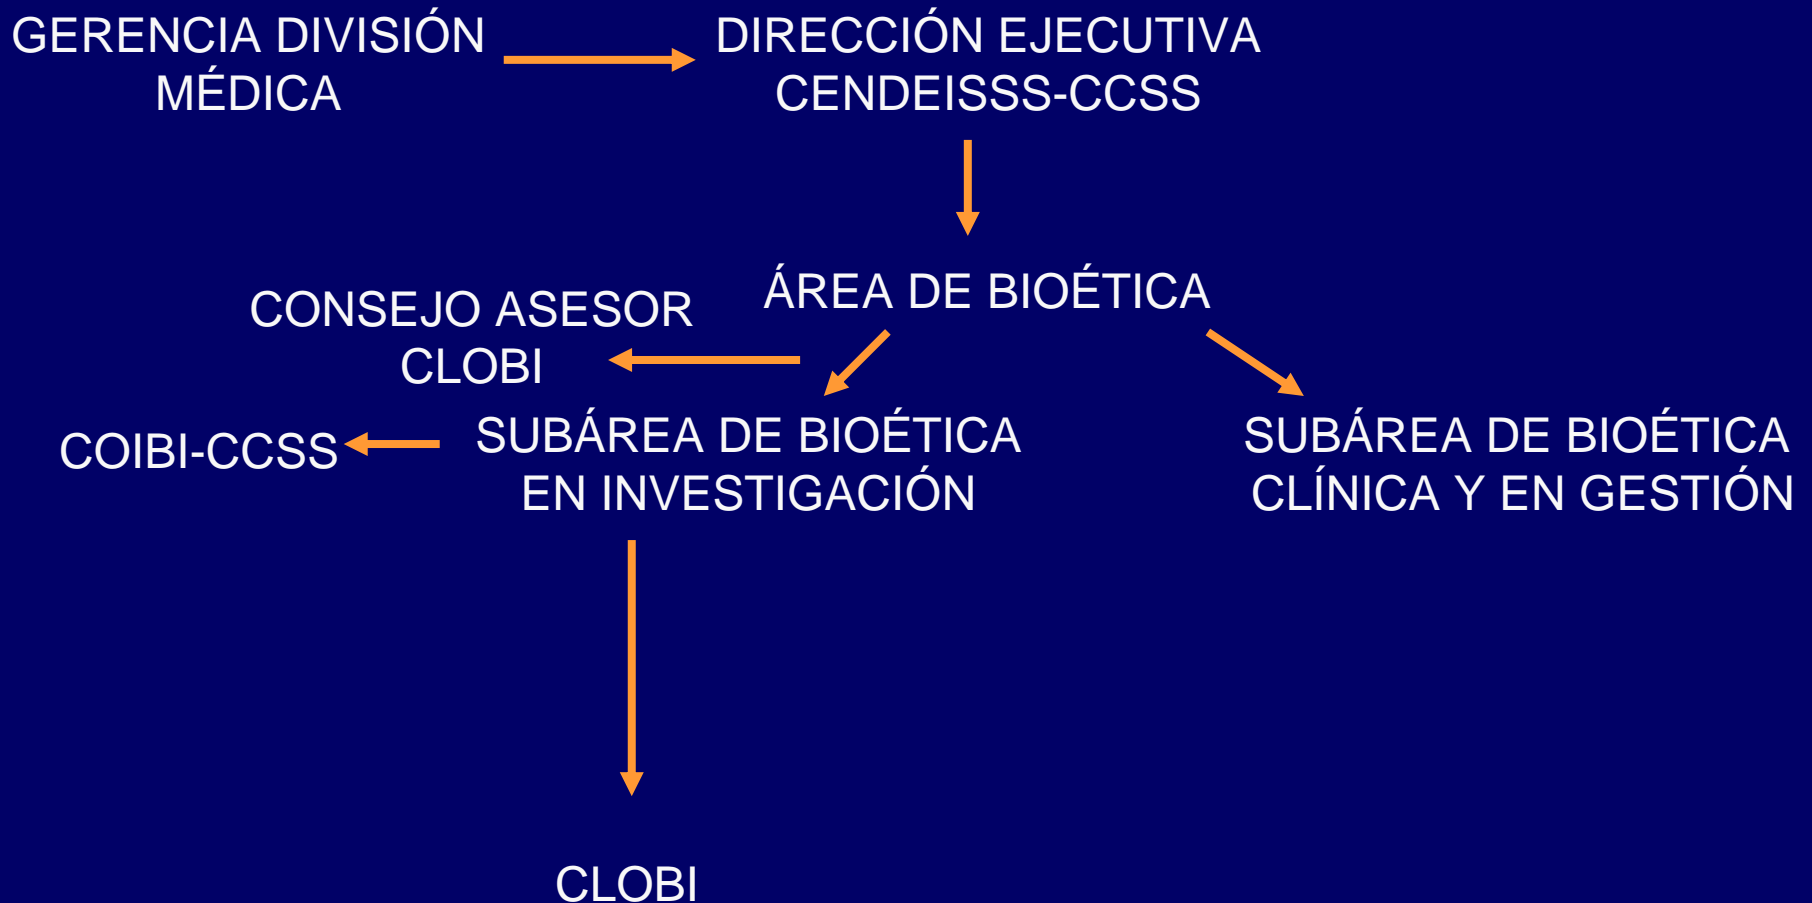 GERENCIA DIVISIÓN
MÉDICA
DIRECCIÓN EJECUTIVA
CENDEISSS-CCSS
ÁREA DE BIOÉTICA
CONSEJO ASESOR
CLOBI
COIBI-CCSS
SUBÁREA DE BIOÉTICA
EN INVESTIGACIÓN
SUBÁREA DE BIOÉTICA
CLÍNICA Y EN GESTIÓN
CLOBI